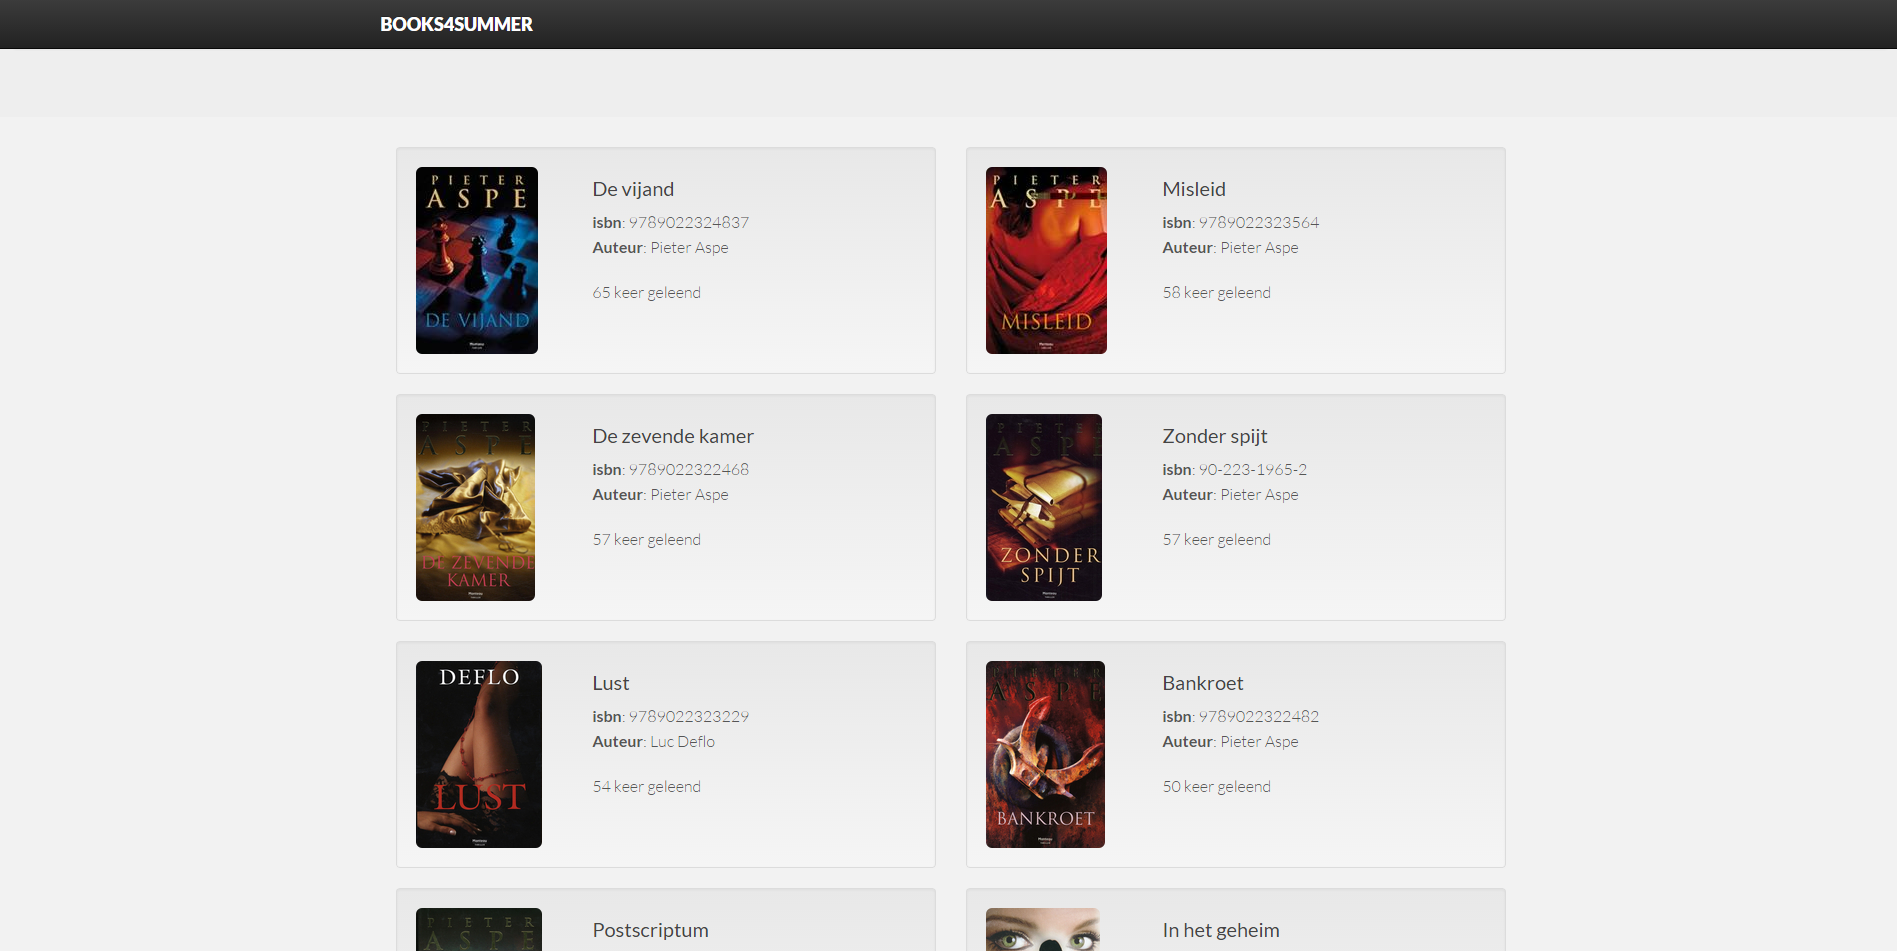 BOOKS4SUMMER
PIETER
ASPE
DE VIJAND
De vijand
isbn: 9789022324837
Auteur: Pieter Aspe
65 keer geleend
PIETER
ASPE
MISLEID
Misleid
isbn: 9789022323564
Auteur: Pieter Aspe
58 keer geleend
PIETER
ASPE
DE ZEVENDE
KAMER
De zevende kamer
isbn: 9789022322468
Auteur: Pieter Aspe
57 keer geleend
PIETER
ASPE
ZONDER
SPIJT
Zonder spijt
isbn: 90-223-1965-2
Auteur: Pieter Aspe
57 keer geleend
DEFLO
LUST
Lust
isbn: 9789022323229
Auteur: Luc Deflo
54 keer geleend
PIETER
ASPE
BANKROET
Bankroet
isbn: 9789022322482
Auteur: Pieter Aspe
50 keer geleend
PIETER
ASPE
Postscriptum
In het geheim